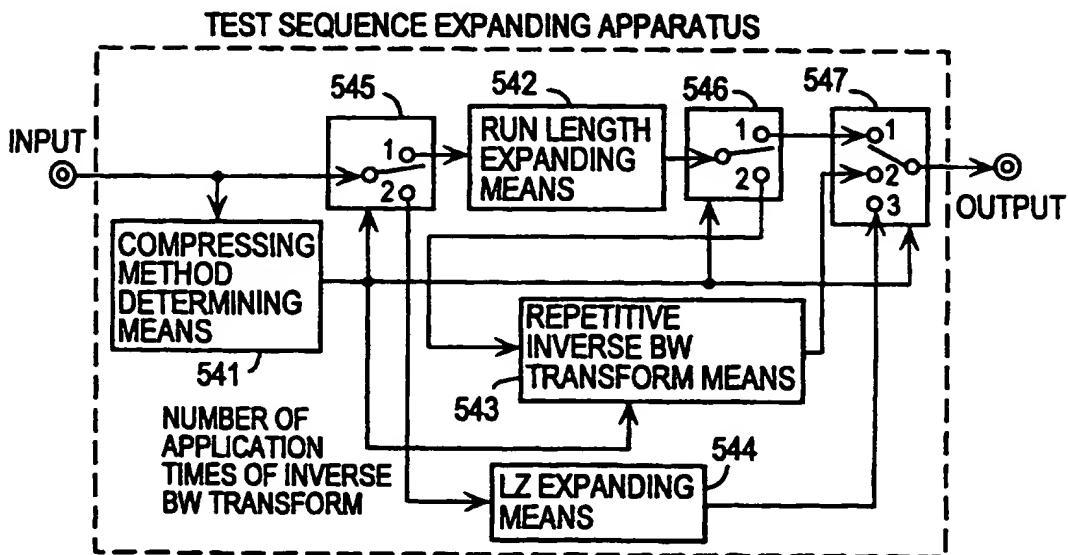 TEST SEQUENCE EXPANDING APPARATUS
INPUT
545
1
2
542
RUN LENGTH
EXPANDING
MEANS
546
1
2
547
1
2
3
OUTPUT
COMPRESSING
METHOD
DETERMINING
MEANS
541
REPETITIVE
INVERSE BW
TRANSFORM MEANS
543
NUMBER OF
APPLICATION
TIMES OF INVERSE
BW TRANSFORM
544
LZ EXPANDING
MEANS